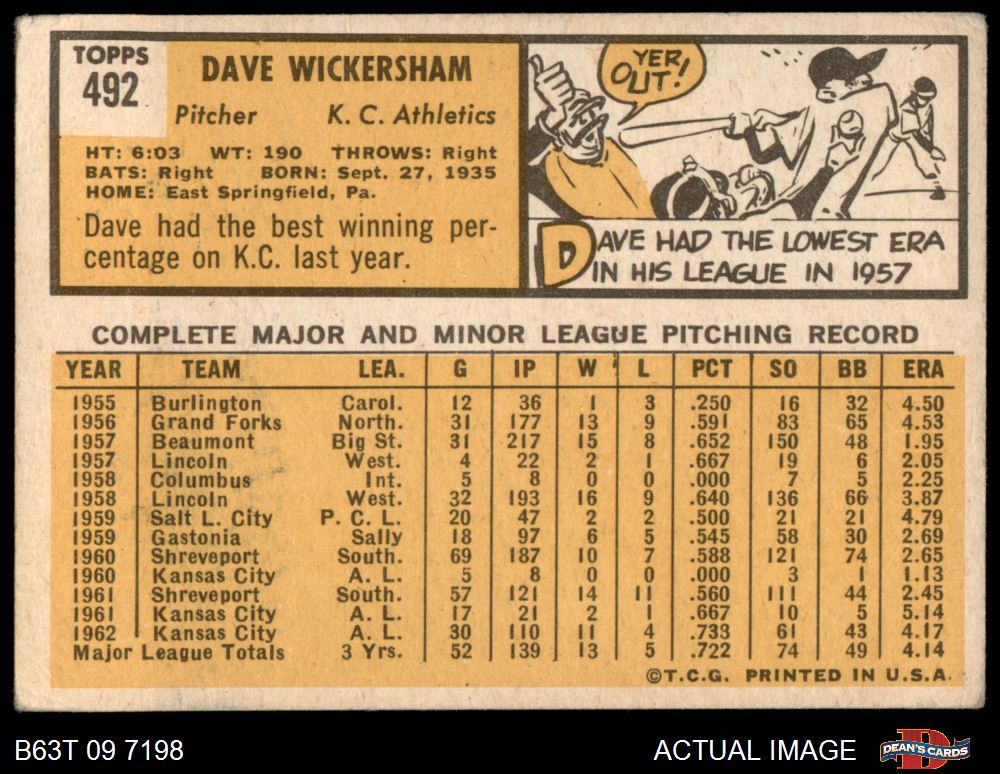 TOPPS
492
DAVE WICKERSHAM
Pitcher K. C. Athletics
HT: 6:03 WT: 190 THROWS: Right
BATS: Right BORN: Sept. 27, 1935
HOME: East Springfield, Pa.
Dave had the best winning per-
centage on K.C. last year.
YER
OUT!
DAVE HAD THE LOWEST ERA
IN HIS LEAGUE IN 1957
COMPLETE MAJOR AND MINOR LEAGUE PITCHING RECORD
YEAR TEAM LEA. G IP W L PCT SO BB ERA
1955 Burlington Carol. 12 36 1 3 .250 16 32 4.50
1956 Grand Forks North. 31 177 13 9 .591 83 65 4.53
1957 Beaumont Big St. 31 217 15 8 .652 150 48 1.95
1957 Lincoln West. 4 22 2 1 .667 19 6 2.05
1958 Columbus Int. 5 8 0 0 .000 7 5 2.25
1958 Lincoln West. 32 193 16 9 .640 136 66 3.87
1959 Salt L. City P. C. L. 20 47 2 2 .500 21 21 4.79
1959 Gastonia Sally 18 97 6 5 .545 58 30 2.69
1960 Shreveport South. 69 187 10 7 .588 121 74 2.65
1960 Kansas City A. L. 5 8 0 0 .000 3 1 1.13
1961 Shreveport South. 57 121 14 11 .560 111 44 2.45
1961 Kansas City A. L. 17 21 2 1 .667 10 5 5.14
1962 Kansas City A. L. 30 110 11 4 .733 61 43 4.17
Major League Totals 3 Yrs. 52 139 13 5 .722 74 49 4.14
©T.C.G. PRINTED IN U.S.A.
B63T 09 7198 ACTUAL IMAGE DEAN'S CARDS